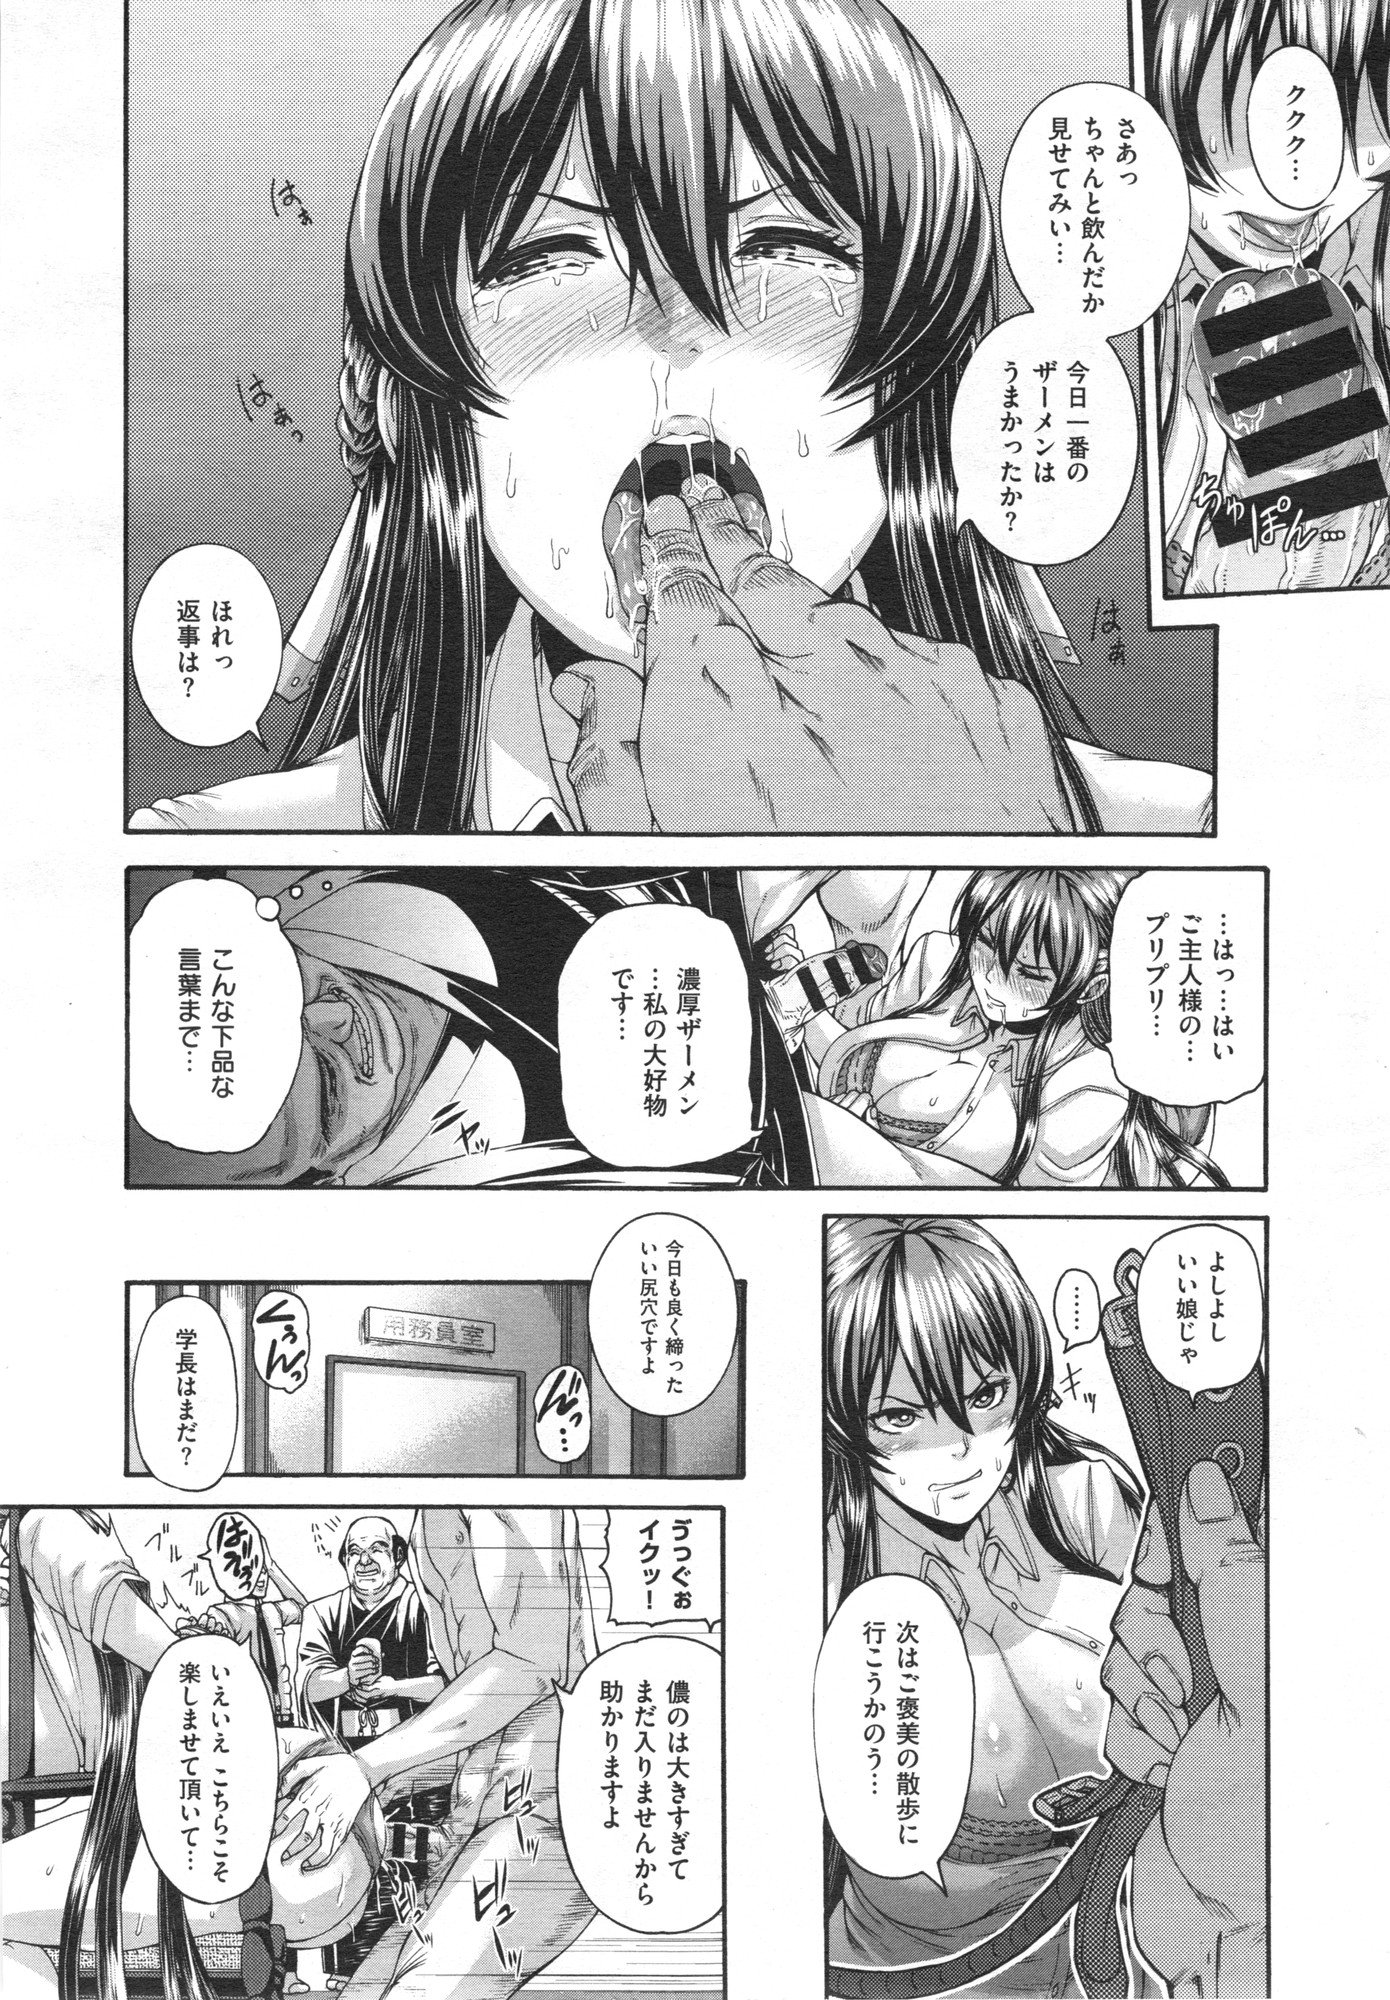 ククク…
さあっ
ちゃんと飲んだか
見せてみぃ…
今日一番の
ザーメンは
うまかったか？
ちゅぽん…
はぁ
はぁ
はぁっ
ほれっ
返事は？
…はっ…はい
ご主人様の…
プリプリ…
濃厚ザーメン
…私の大好物
です…
ニヤッ
こんな下品な
言葉まで…
よしよし
いい娘じゃ
……
キッ
次はご褒美の散歩に
行こうかのう…
今日も良く締った
いい尻穴ですよ
用務員室
くぅんっ
んっ…
学長はまだ？
ゔっぐぉ
イクッ！
儂のは大きすぎて
まだ入りませんから
助かりますよ
いえいえ こちらこそ
楽しませて頂いて…